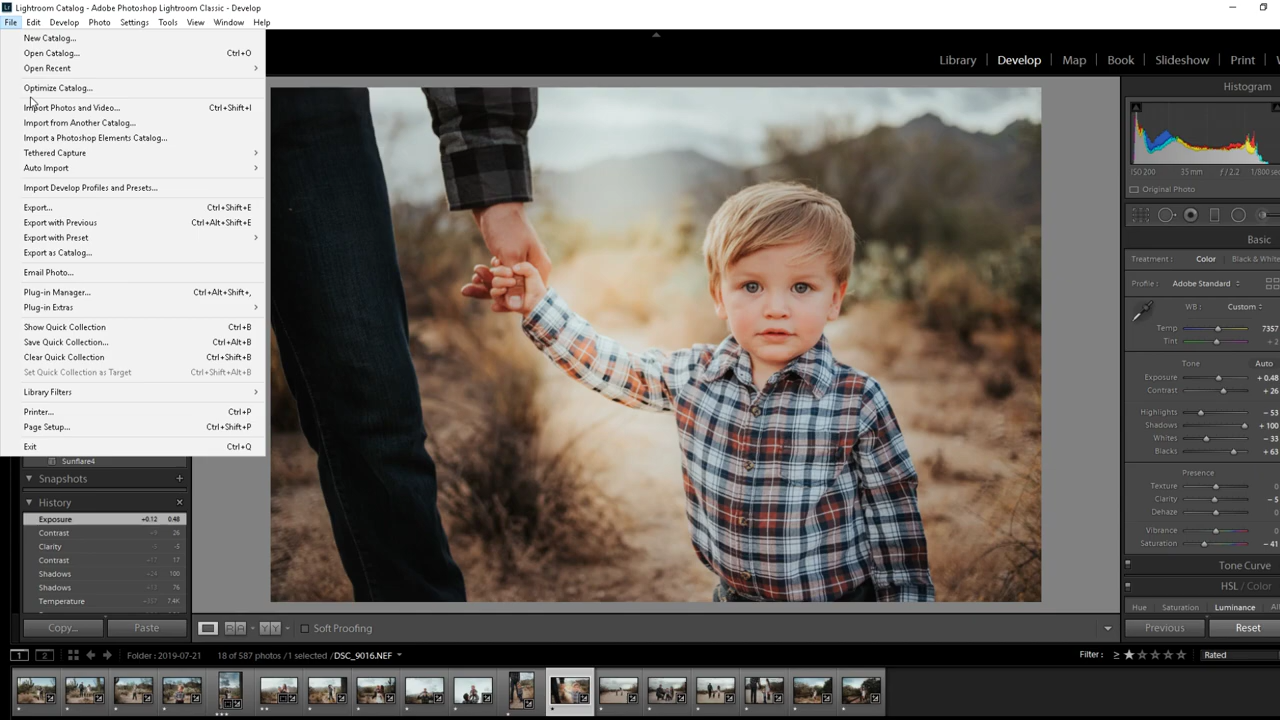 Lightroom Catalog - Adobe Photoshop Lightroom Classic - Develop
File Edit Develop Photo Settings Tools View Window Help
New Catalog...
Open Catalog... Ctrl+O
Open Recent
Optimize Catalog...
Import Photos and Video... Ctrl+Shift+I
Import from Another Catalog...
Import a Photoshop Elements Catalog...
Tethered Capture
Auto Import
Import Develop Profiles and Presets...
Export... Ctrl+Shift+E
Export with Previous Ctrl+Alt+Shift+E
Export with Preset
Export as Catalog...
Email Photo...
Plug-in Manager... Ctrl+Alt+Shift+,
Plug-in Extras
Show Quick Collection Ctrl+B
Save Quick Collection... Ctrl+Alt+B
Clear Quick Collection Ctrl+Shift+B
Set Quick Collection as Target Ctrl+Shift+Alt+B
Library Filters
Printer... Ctrl+P
Page Setup... Ctrl+Shift+P
Exit Ctrl+Q
Sunflare4
Snapshots
History
Exposure +0.12 0.48
Contrast 26
Clarity -5
Contrast 17
Shadows 100
Shadows 76
Temperature 7.4K
Copy... Paste
Library Develop Map Book Slideshow Print
Histogram
ISO 200 35 mm ƒ / 2.2 1/800 sec
Original Photo
Basic
Treatment : Color Black & White
Profile : Adobe Standard
WB : Custom
Temp 7357
Tint + 2
Tone Auto
Exposure + 0.48
Contrast + 26
Highlights – 53
Shadows + 100
Whites – 33
Blacks + 63
Presence
Texture 0
Clarity – 5
Dehaze 0
Vibrance 0
Saturation – 41
Tone Curve
HSL / Color
Hue Saturation Luminance
Previous Reset
Soft Proofing
1 2 Folder : 2019-07-21 18 of 587 photos / 1 selected / DSC_9016.NEF
Filter : Rated